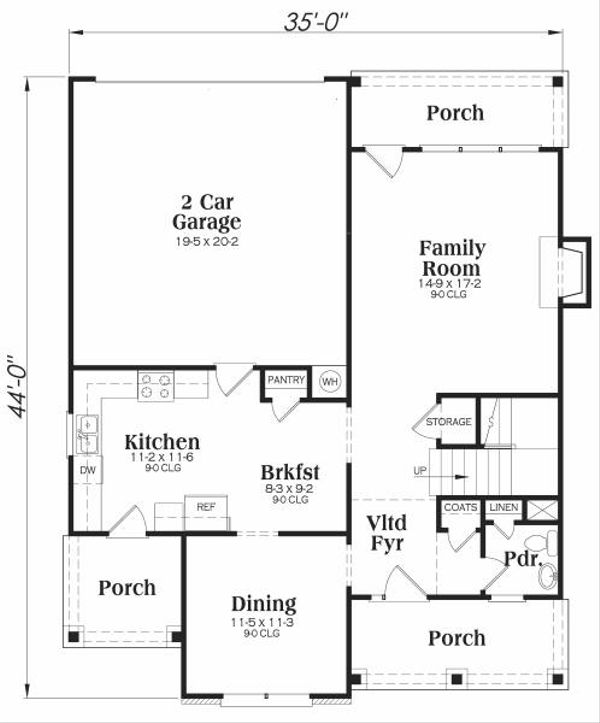 35'-0"
44'-0"
Porch
2 Car
Garage
19-5 x 20-2
Family
Room
14-9 x 17-2
9-0 CLG
PANTRY
WH
Kitchen
11-2 x 11-6
9-0 CLG
DW
Brkfst
8-3 x 9-2
9-0 CLG
REF
STORAGE
UP
COATS
LINEN
Vltd
Fyr
Pdr.
Porch
Dining
11-5 x 11-3
9-0 CLG
Porch